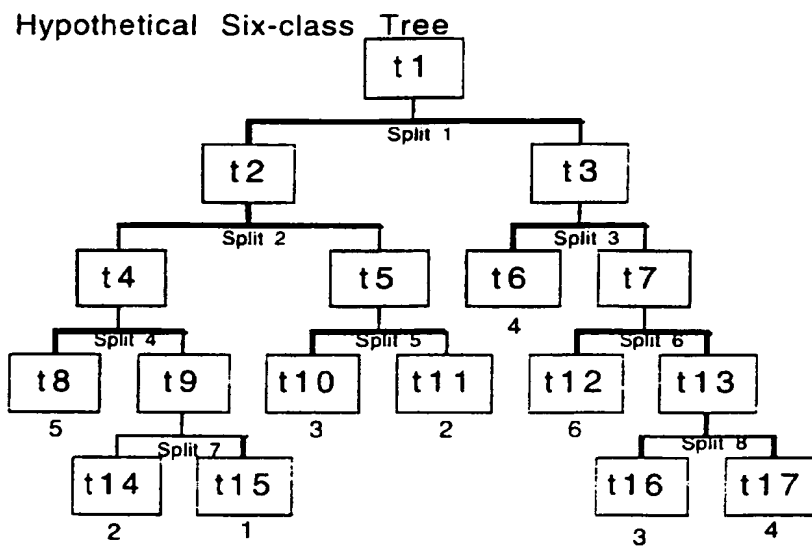 Hypothetical Six-class Tree
t1
Split 1
t2 t3
Split 2 Split 3
t4 t5 t6 t7
4
Split 4 Split 5 Split 6
t8 t9 t10 t11 t12 t13
5 3 2 6
Split 7 Split 8
t14 t15 t16 t17
2 1 3 4